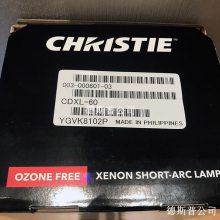 CHRISTIE
003-000601-03
CDXL-60
YGVK8102P MADE IN PHILIPPINES
OZONE FREE XENON SHORT-ARC LAMP
德斯普公司